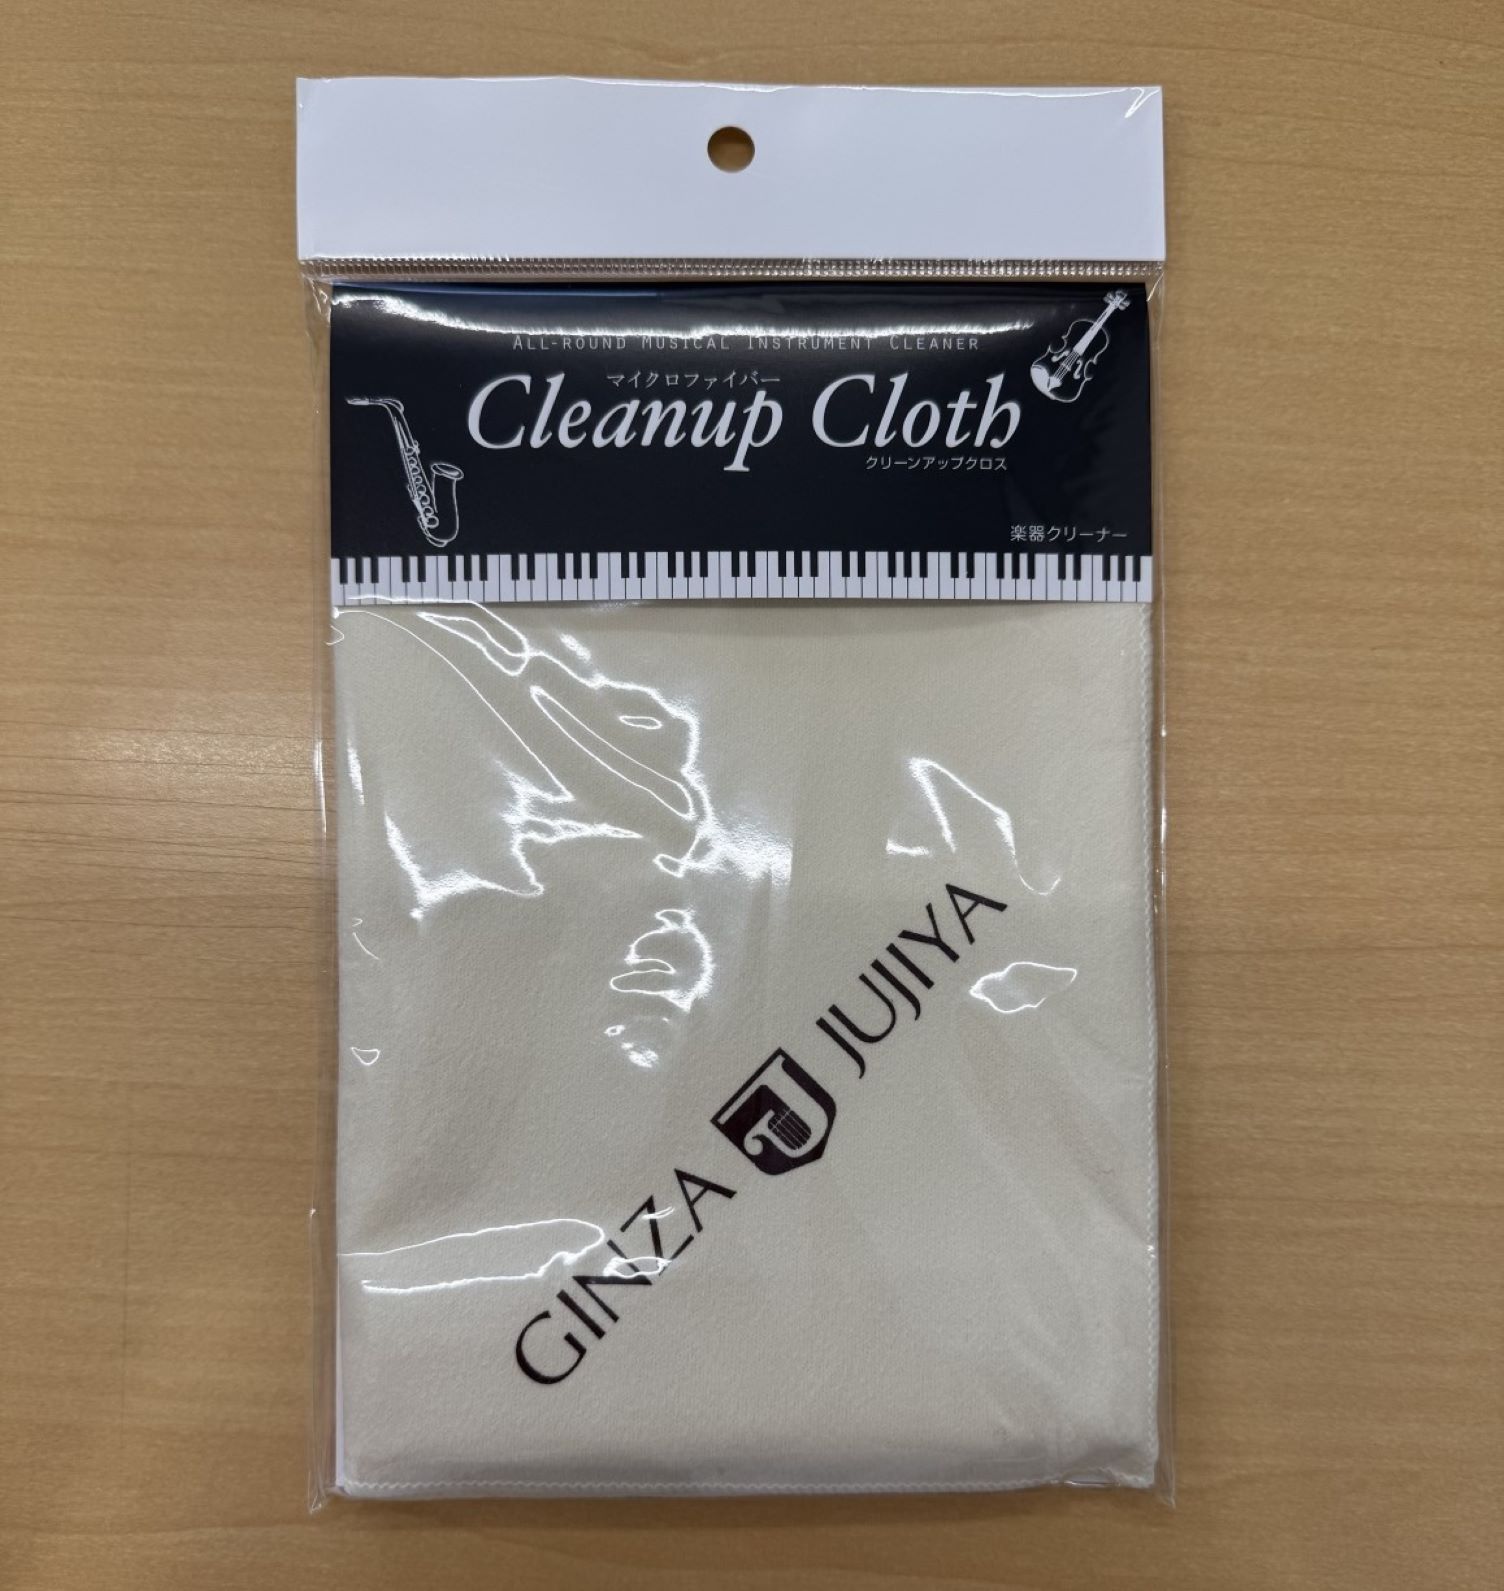 ALL-ROUND MUSICAL INSTRUMENT CLEANER
マイクロファイバー
Cleanup Cloth
クリーンアップクロス
楽器クリーナー
GINZA J JUJIYA